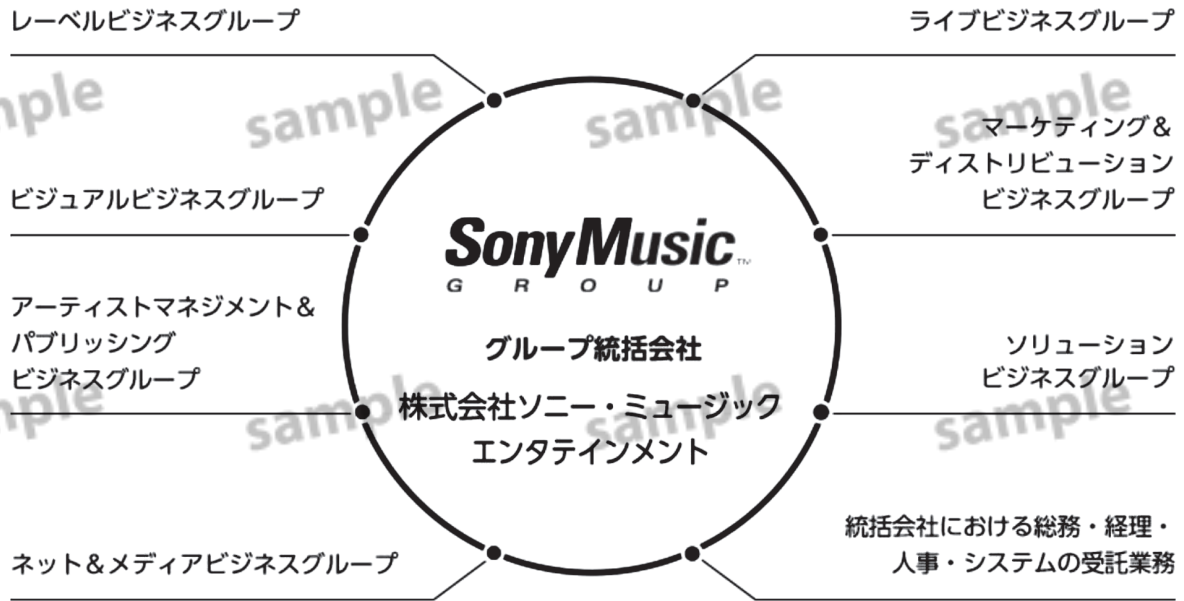 レーベルビジネスグループ
ライブビジネスグループ
mple sample sample sample
マーケティング＆
ディストリビューション
ビジネスグループ
ビジュアルビジネスグループ
Sony Music™
GROUP
アーティストマネジメント＆
パブリッシング
ビジネスグループ
グループ統括会社
株式会社ソニー・ミュージック
エンタテインメント
ソリューション
ビジネスグループ
mple sample sample sample
ネット＆メディアビジネスグループ
統括会社における総務・経理・
人事・システムの受託業務